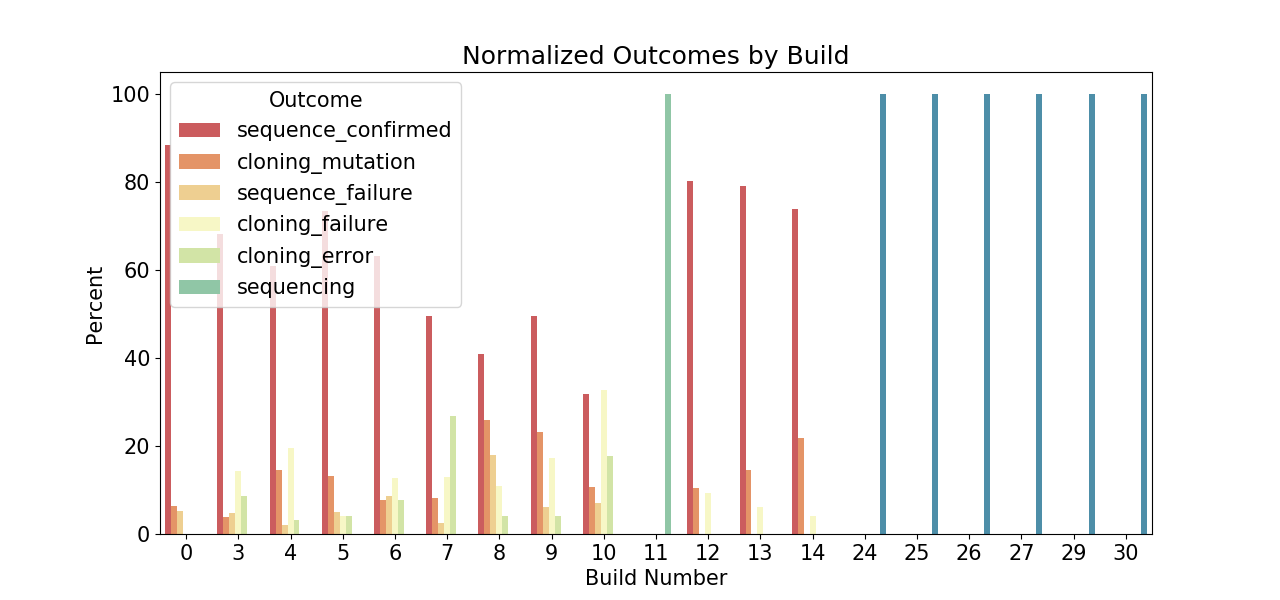 Normalized Outcomes by Build
Outcome
sequence_confirmed
cloning_mutation
sequence_failure
cloning_failure
cloning_error
sequencing
Percent
100
80
60
40
20
0
0 3 4 5 6 7 8 9 10 11 12 13 14 24 25 26 27 29 30
Build Number